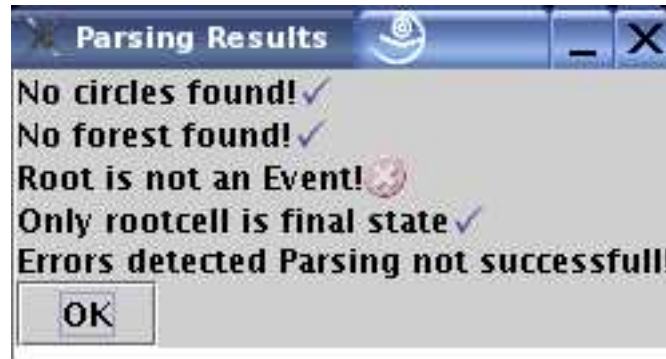 Parsing Results
No circles found!
No forest found!
Root is not an Event!
Only rootcell is final state
Errors detected Parsing not successfull!
OK